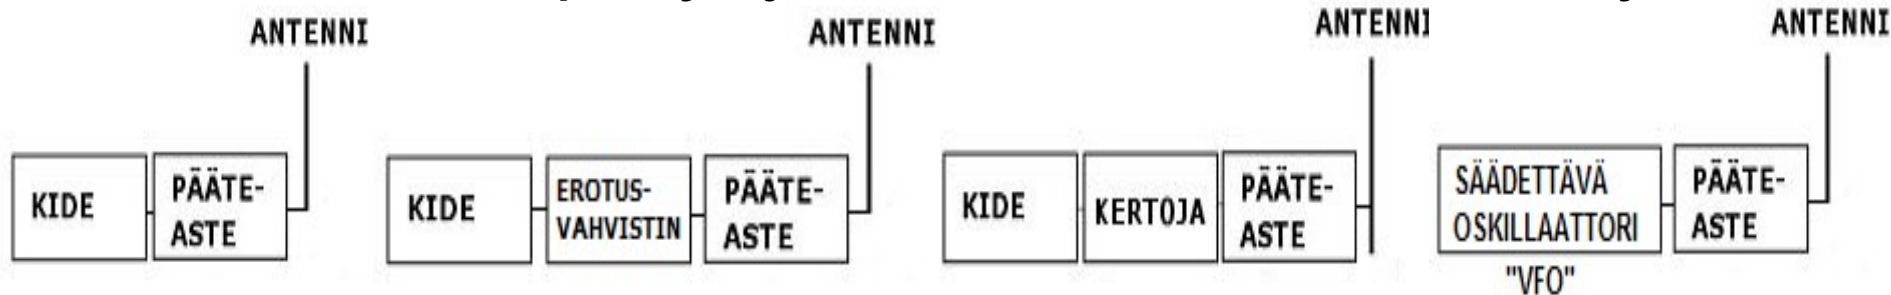 ANTENNI
KIDE
PÄÄTE-
ASTE
ANTENNI
KIDE
EROTUS-
VAHVISTIN
PÄÄTE-
ASTE
ANTENNI
KIDE
KERTOJA
PÄÄTE-
ASTE
ANTENNI
SÄÄDETTÄVÄ
OSKILLAATTORI
"VFO"
PÄÄTE-
ASTE